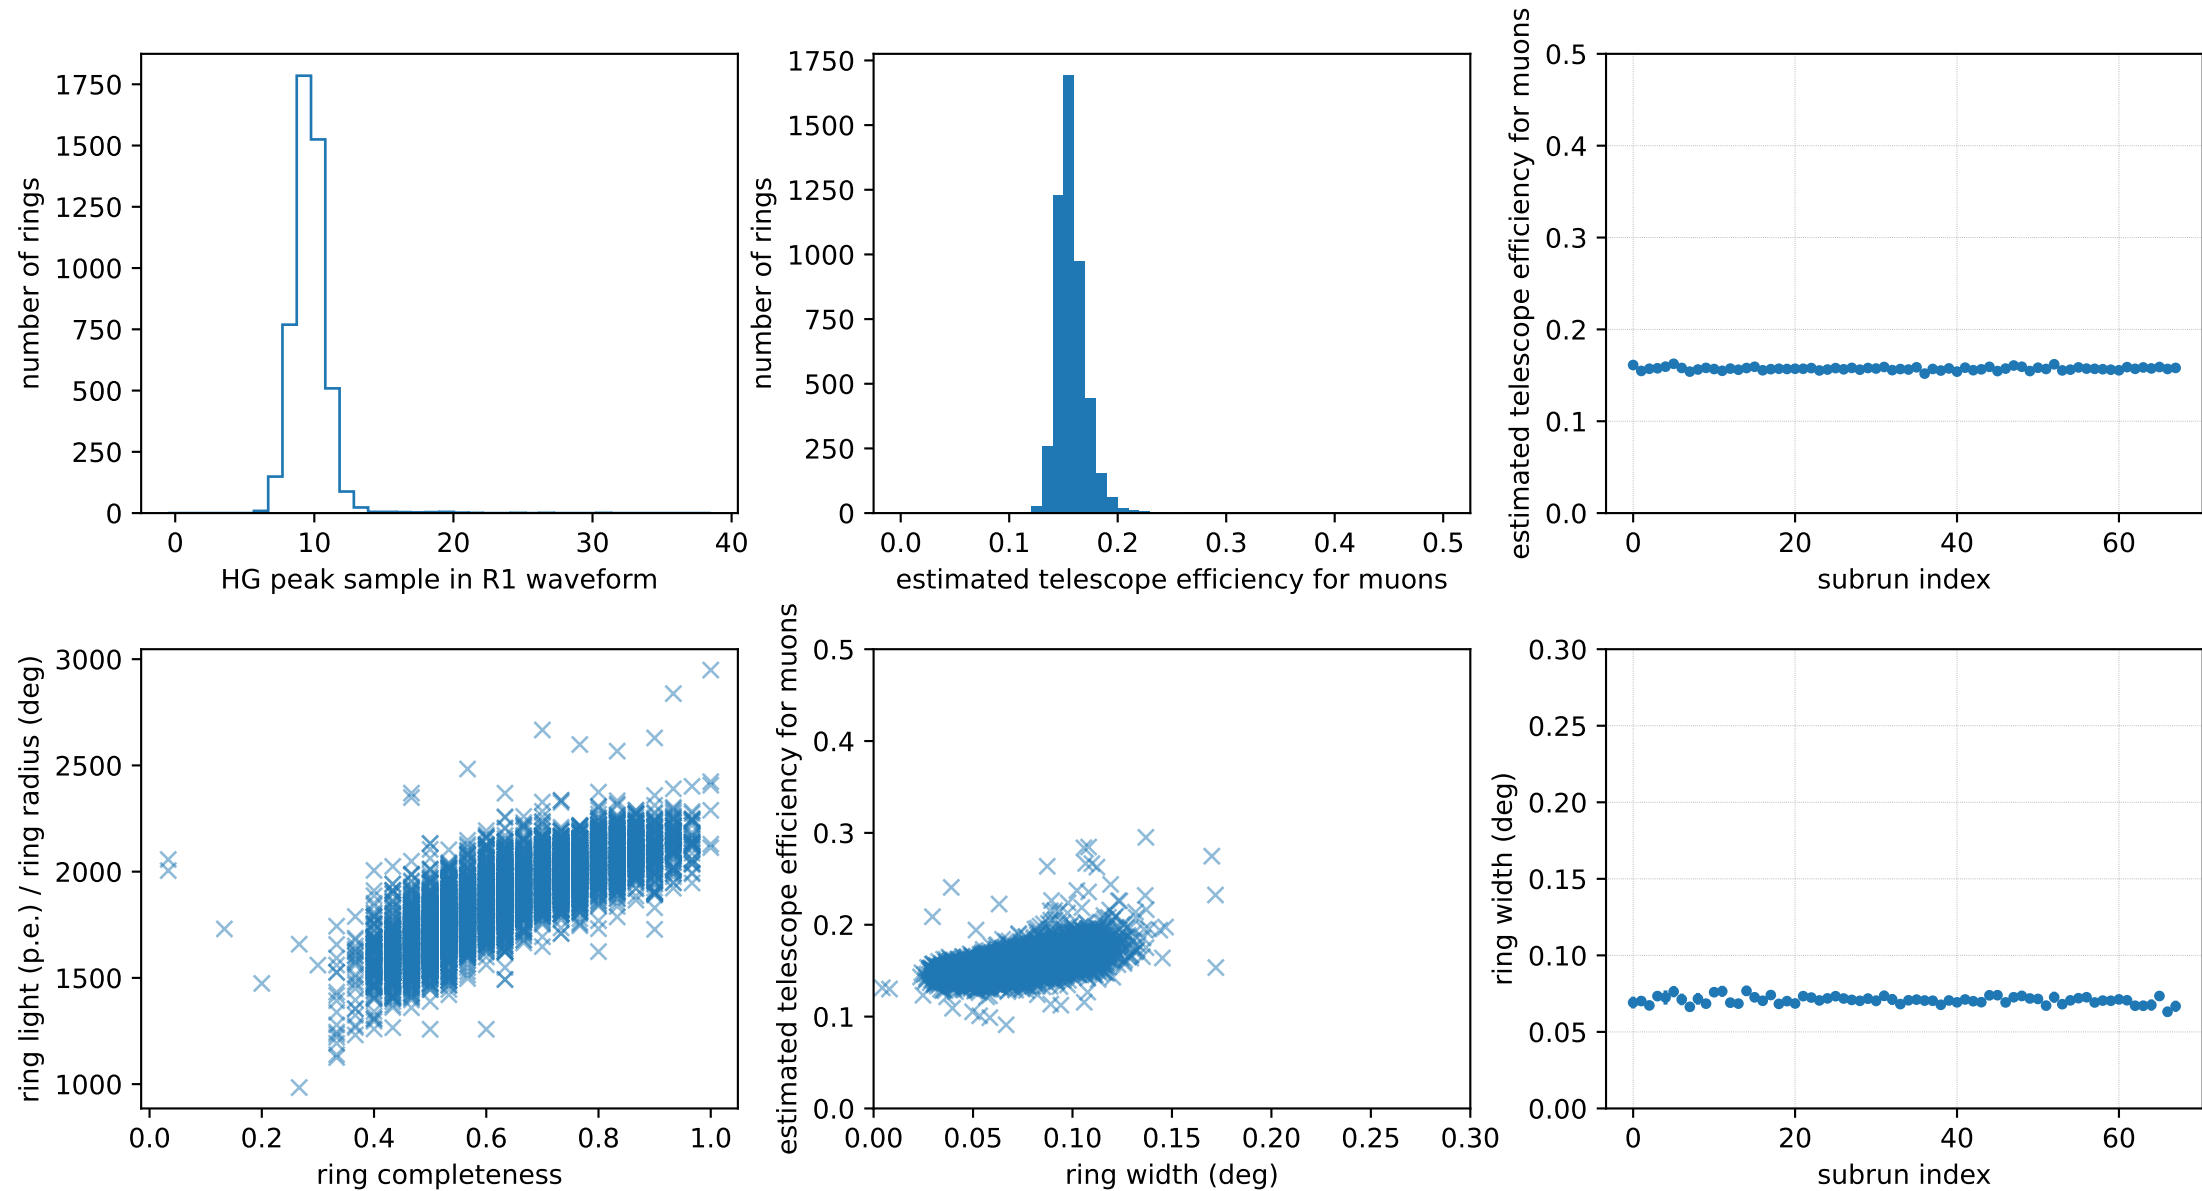 number of rings
1750
1500
1250
1000
750
500
250
0
0 10 20 30 40
HG peak sample in R1 waveform
number of rings
1750
1500
1250
1000
750
500
250
0
0.0 0.1 0.2 0.3 0.4 0.5
estimated telescope efficiency for muons
estimated telescope efficiency for muons
0.5
0.4
0.3
0.2
0.1
0.0
0 20 40 60
subrun index
ring light (p.e.) / ring radius (deg)
3000
2500
2000
1500
1000
0.0 0.2 0.4 0.6 0.8 1.0
ring completeness
estimated telescope efficiency for muons
0.5
0.4
0.3
0.2
0.1
0.0
0.00 0.05 0.10 0.15 0.20 0.25 0.30
ring width (deg)
ring width (deg)
0.30
0.25
0.20
0.15
0.10
0.05
0.00
0 20 40 60
subrun index